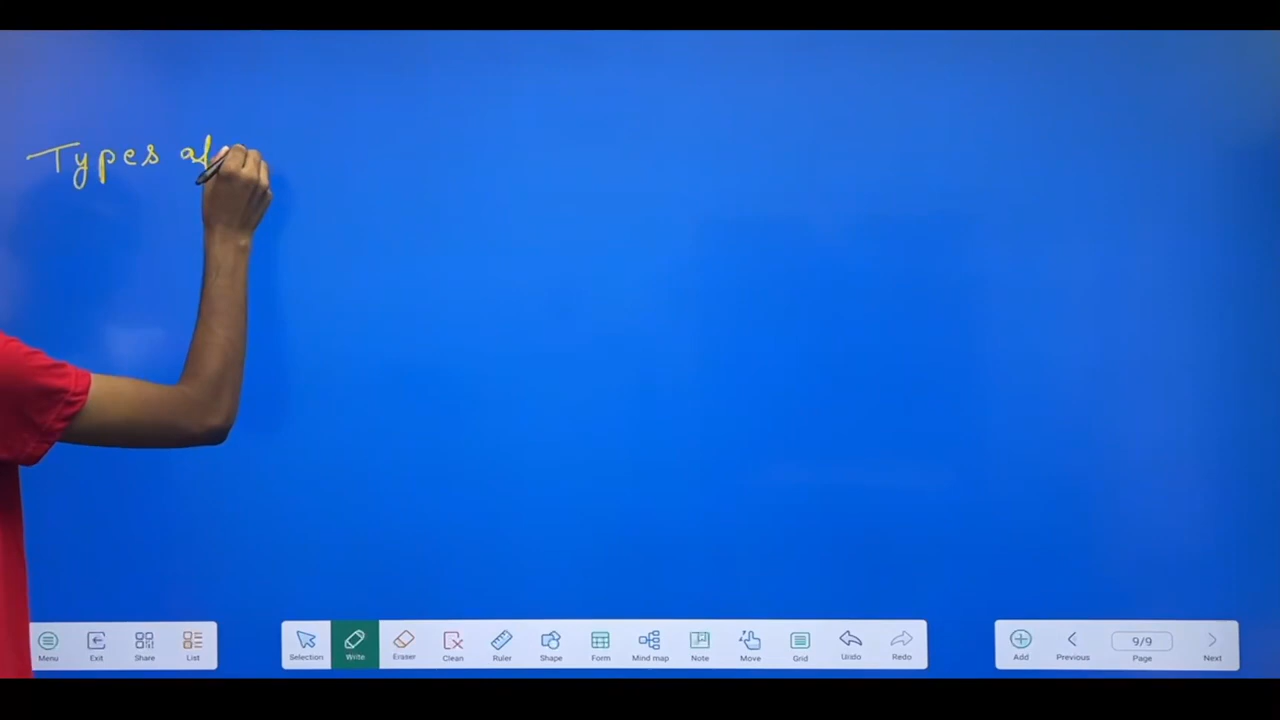 Types of
Menu Exit Share List Selection Write Eraser Clean Ruler Shape Form Mind map Note Move Grid Undo Redo Add Previous 9/9 Page Next